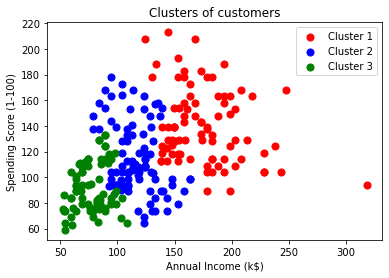 Clusters of customers
220
200
180
160
140
120
100
80
60
Spending Score (1-100)
Cluster 1
Cluster 2
Cluster 3
50
100
150
200
250
300
Annual Income (k$)